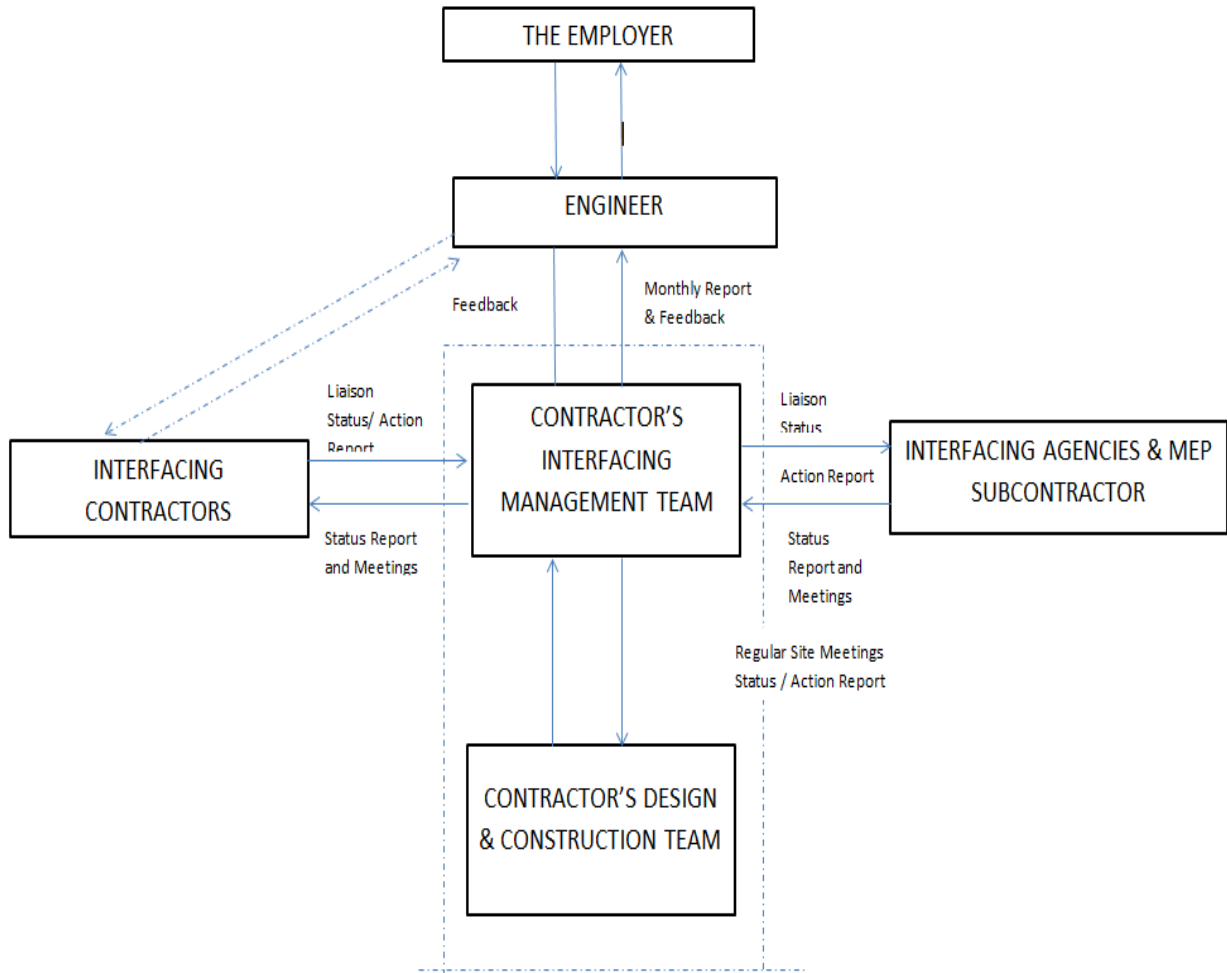 THE EMPLOYER
ENGINEER
Feedback
Monthly Report
& Feedback
Liaison
Status/ Action
Report
CONTRACTOR'S
INTERFACING
MANAGEMENT TEAM
Liaison
Status
INTERFACING CONTRACTORS
INTERFACING AGENCIES & MEP
SUBCONTRACTOR
Action Report
Status Report
and Meetings
Status
Report and
Meetings
Regular Site Meetings
Status / Action Report
CONTRACTOR'S DESIGN
& CONSTRUCTION TEAM